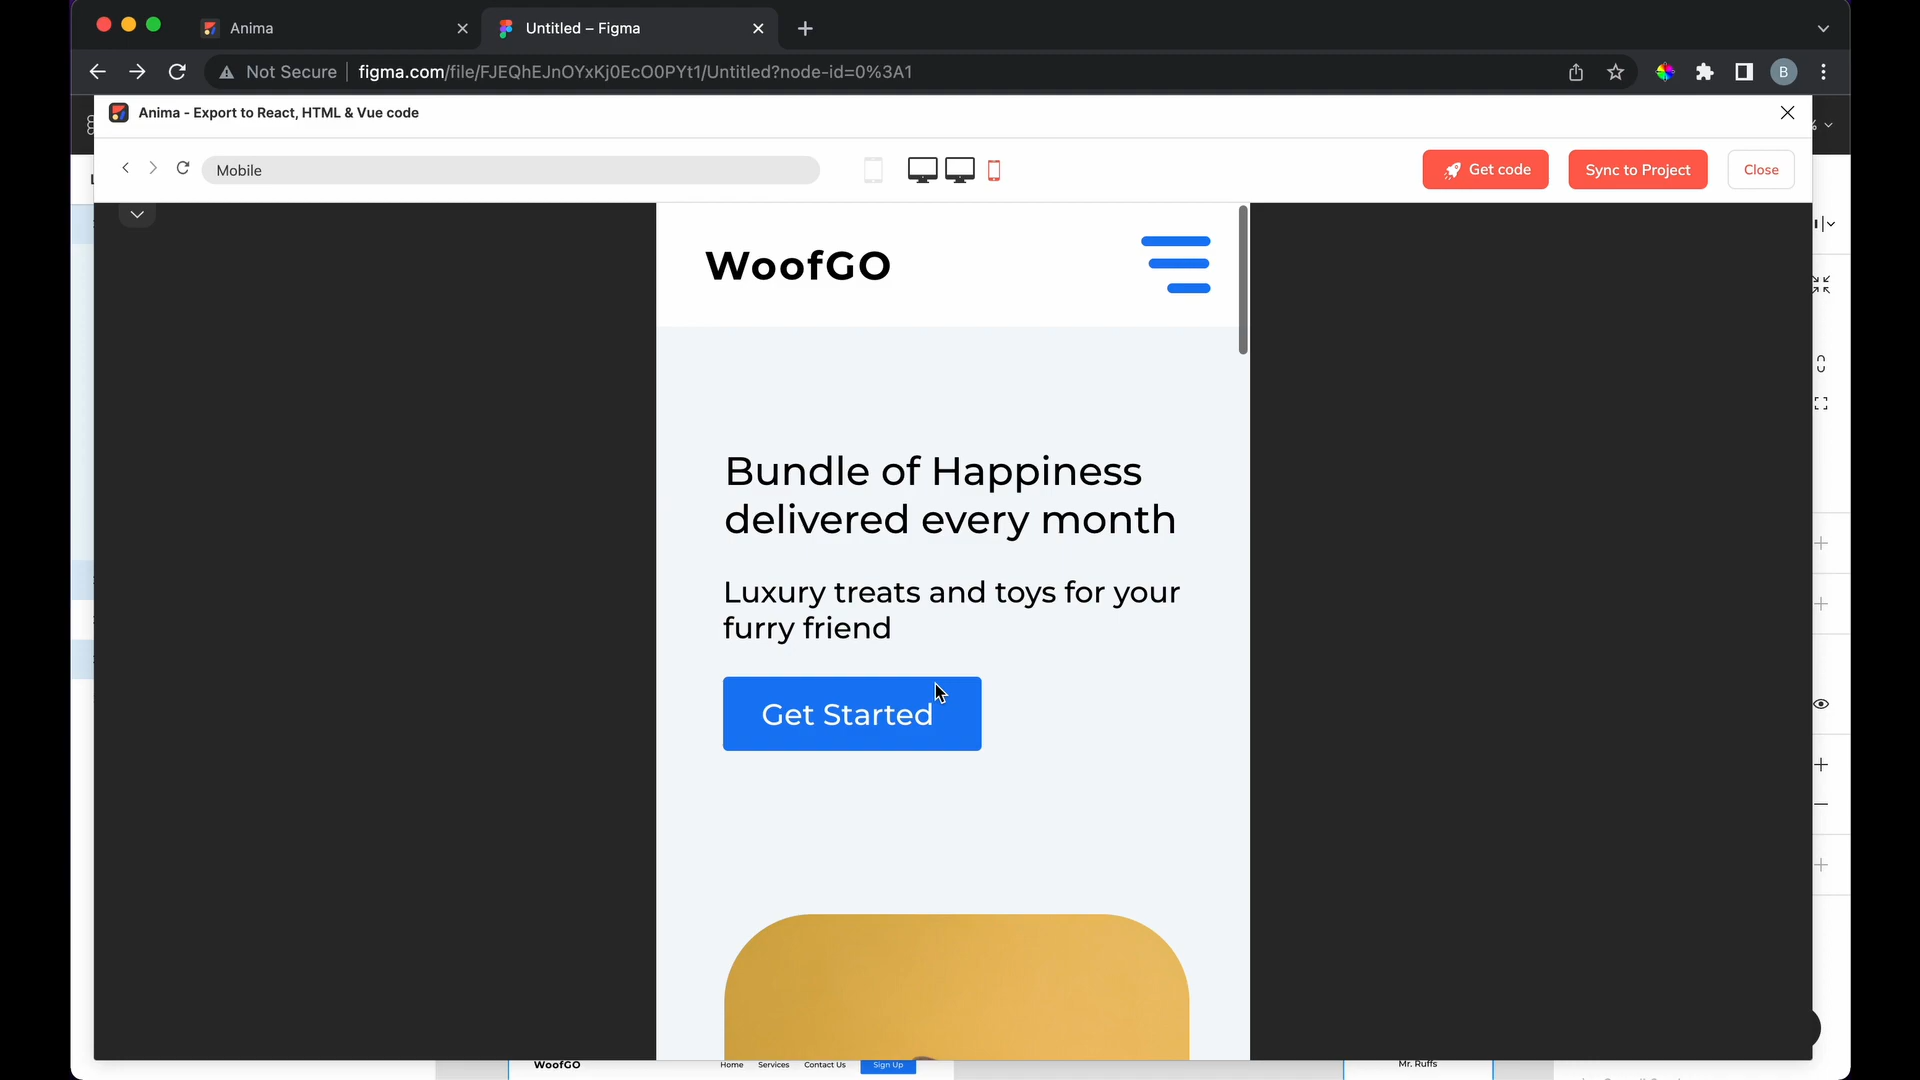 Anima
Untitled – Figma
Not Secure
figma.com/file/FJEQhEJnOYxKj0EcO0PYt1/Untitled?node-id=0%3A1
B
Anima - Export to React, HTML & Vue code
Mobile
Get code
Sync to Project
Close
WoofGO
Bundle of Happiness
delivered every month
Luxury treats and toys for your
furry friend
Get Started
WoofGO
Home
Services
Contact Us
Sign Up
Mr. Ruffs